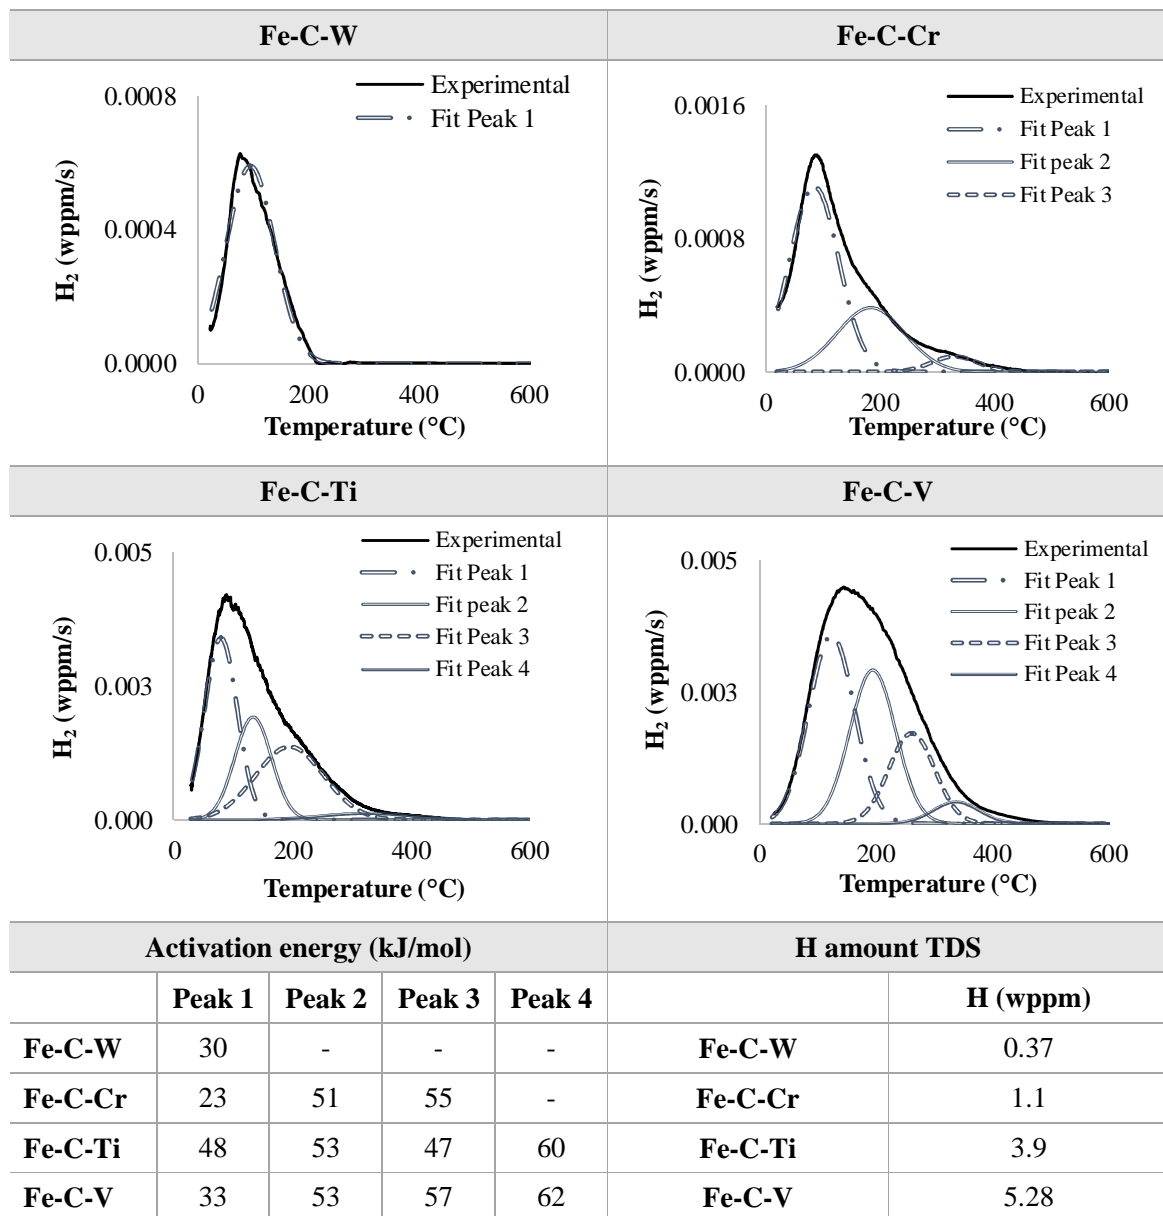 Fe-C-W
Fe-C-Cr
Experimental
Fit Peak 1
0.0008
0.0004
0.0000
H₂ (wppm/s)
0 200 400 600
Temperature (°C)
Experimental
Fit Peak 1
Fit peak 2
Fit Peak 3
0.0016
0.0008
0.0000
H₂ (wppm/s)
0 200 400 600
Temperature (°C)
Fe-C-Ti
Fe-C-V
Experimental
Fit Peak 1
Fit peak 2
Fit Peak 3
Fit Peak 4
0.005
0.003
0.000
H₂ (wppm/s)
0 200 400 600
Temperature (°C)
Experimental
Fit Peak 1
Fit peak 2
Fit Peak 3
Fit Peak 4
0.005
0.003
0.000
H₂ (wppm/s)
0 200 400 600
Temperature (°C)
Activation energy (kJ/mol) H amount TDS
Peak 1 Peak 2 Peak 3 Peak 4 H (wppm)
Fe-C-W 30 - - - Fe-C-W 0.37
Fe-C-Cr 23 51 55 - Fe-C-Cr 1.1
Fe-C-Ti 48 53 47 60 Fe-C-Ti 3.9
Fe-C-V 33 53 57 62 Fe-C-V 5.28